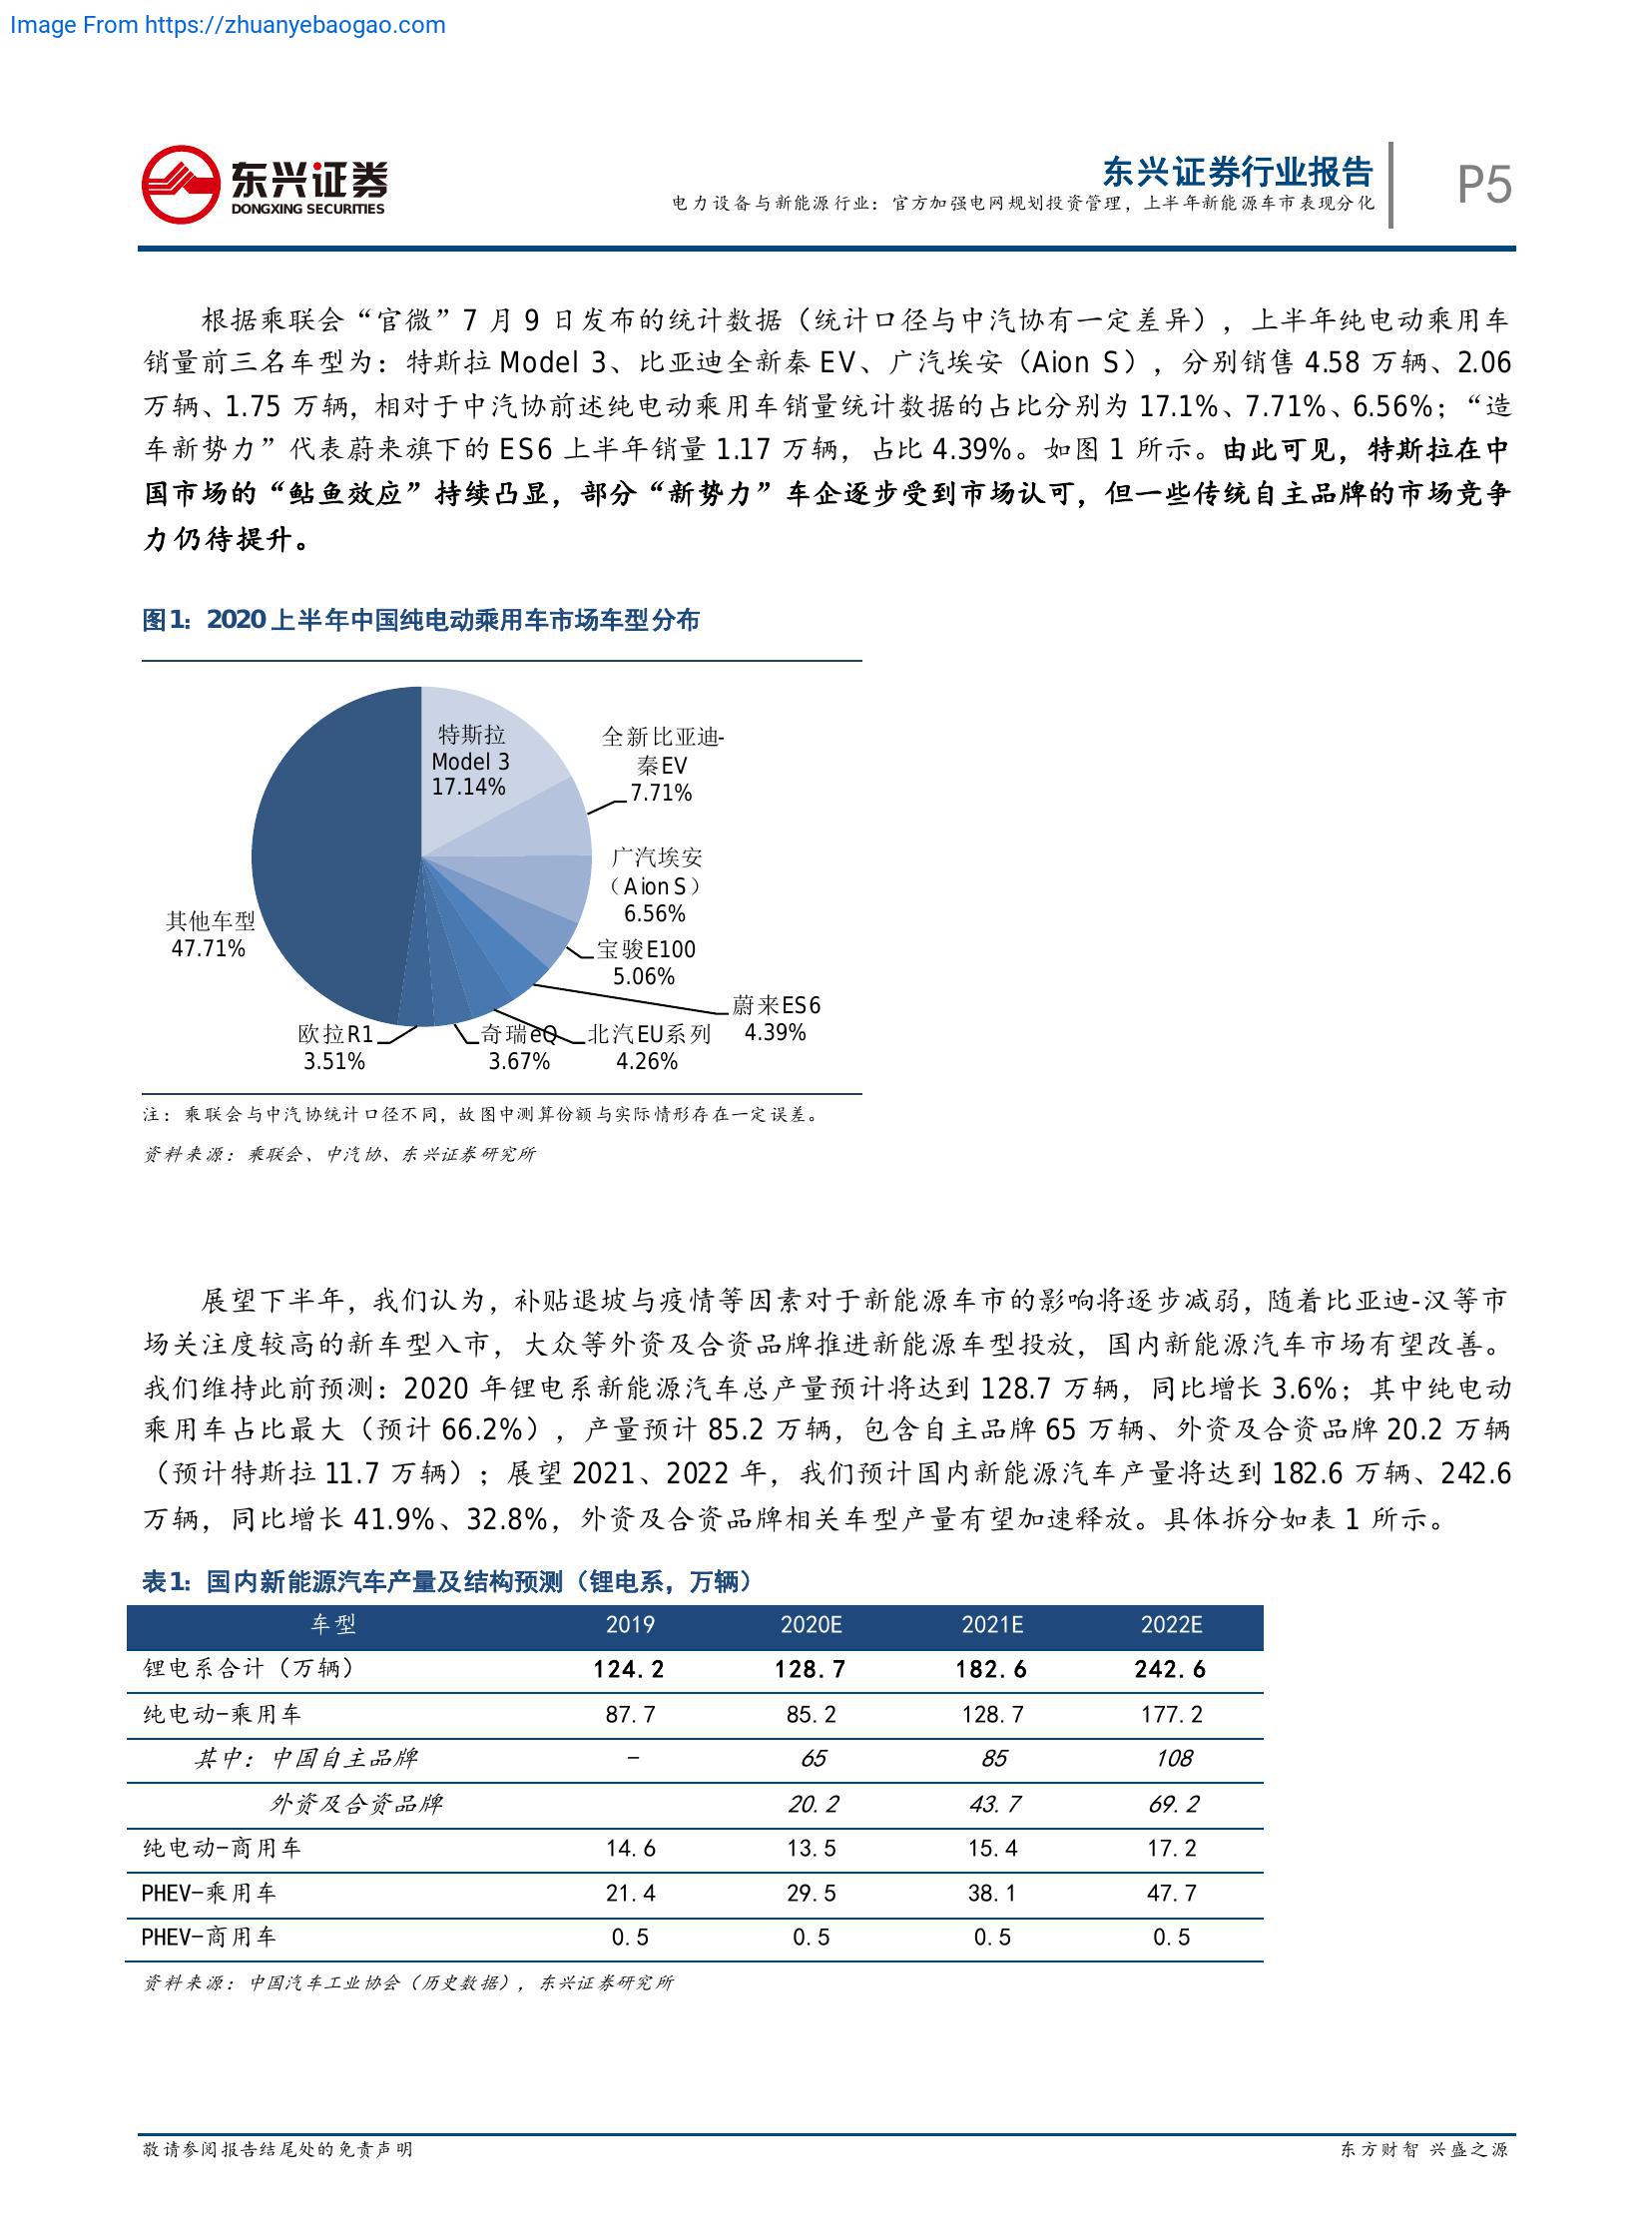 Image From https://zhuanyebaogao.com
东兴证券
DONGXING SECURITIES
东兴证券行业报告
电力设备与新能源行业：官方加强电网规划投资管理，上半年新能源车市表现分化
P5
根据乘联会“官微”7 月 9 日发布的统计数据（统计口径与中汽协有一定差异），上半年纯电动乘用车
销量前三名车型为：特斯拉 Model 3、比亚迪全新秦 EV、广汽埃安（Aion S），分别销售 4.58 万辆、2.06
万辆、1.75 万辆，相对于中汽协前述纯电动乘用车销量统计数据的占比分别为 17.1%、7.71%、6.56%；“造
车新势力”代表蔚来旗下的 ES6 上半年销量 1.17 万辆，占比 4.39%。如图 1 所示。由此可见，特斯拉在中
国市场的“鲇鱼效应”持续凸显，部分“新势力”车企逐步受到市场认可，但一些传统自主品牌的市场竞争
力仍待提升。
图1: 2020 上半年中国纯电动乘用车市场车型分布
特斯拉
Model 3
17.14%
全新比亚迪-
秦EV
7.71%
广汽埃安
（Aion S）
6.56%
宝骏E100
5.06%
蔚来ES6
4.39%
北汽EU系列
4.26%
奇瑞eQ
3.67%
欧拉R1
3.51%
其他车型
47.71%
注：乘联会与中汽协统计口径不同，故图中测算份额与实际情形存在一定误差。
资料来源：乘联会、中汽协、东兴证券研究所
展望下半年，我们认为，补贴退坡与疫情等因素对于新能源车市的影响将逐步减弱，随着比亚迪-汉等市
场关注度较高的新车型入市，大众等外资及合资品牌推进新能源车型投放，国内新能源汽车市场有望改善。
我们维持此前预测：2020 年锂电系新能源汽车总产量预计将达到 128.7 万辆，同比增长 3.6%；其中纯电动
乘用车占比最大（预计 66.2%），产量预计 85.2 万辆，包含自主品牌 65 万辆、外资及合资品牌 20.2 万辆
（预计特斯拉 11.7 万辆）；展望 2021、2022 年，我们预计国内新能源汽车产量将达到 182.6 万辆、242.6
万辆，同比增长 41.9%、32.8%，外资及合资品牌相关车型产量有望加速释放。具体拆分如表 1 所示。
表1: 国内新能源汽车产量及结构预测（锂电系，万辆）
车型 2019 2020E 2021E 2022E
锂电系合计（万辆） 124.2 128.7 182.6 242.6
纯电动-乘用车 87.7 85.2 128.7 177.2
其中：中国自主品牌 - 65 85 108
外资及合资品牌 20.2 43.7 69.2
纯电动-商用车 14.6 13.5 15.4 17.2
PHEV-乘用车 21.4 29.5 38.1 47.7
PHEV-商用车 0.5 0.5 0.5 0.5
资料来源：中国汽车工业协会（历史数据），东兴证券研究所
敬请参阅报告结尾处的免责声明
东方财智 兴盛之源